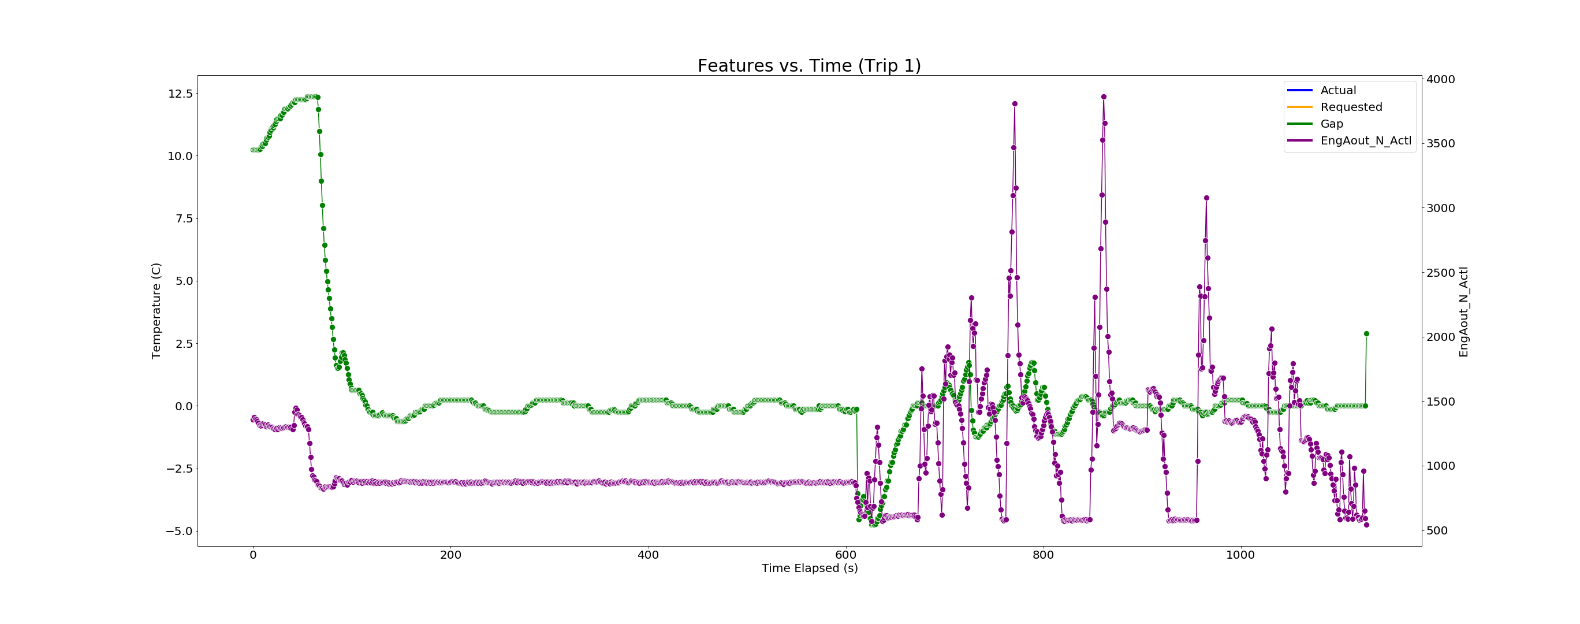 Features vs. Time (Trip 1)
12.5
10.0
7.5
5.0
2.5
0.0
−2.5
−5.0
Temperature (C)
0
200
400
600
800
1000
Time Elapsed (s)
4000
3500
3000
2500
2000
1500
1000
500
EngAout_N_Actl
Actual
Requested
Gap
EngAout_N_Actl